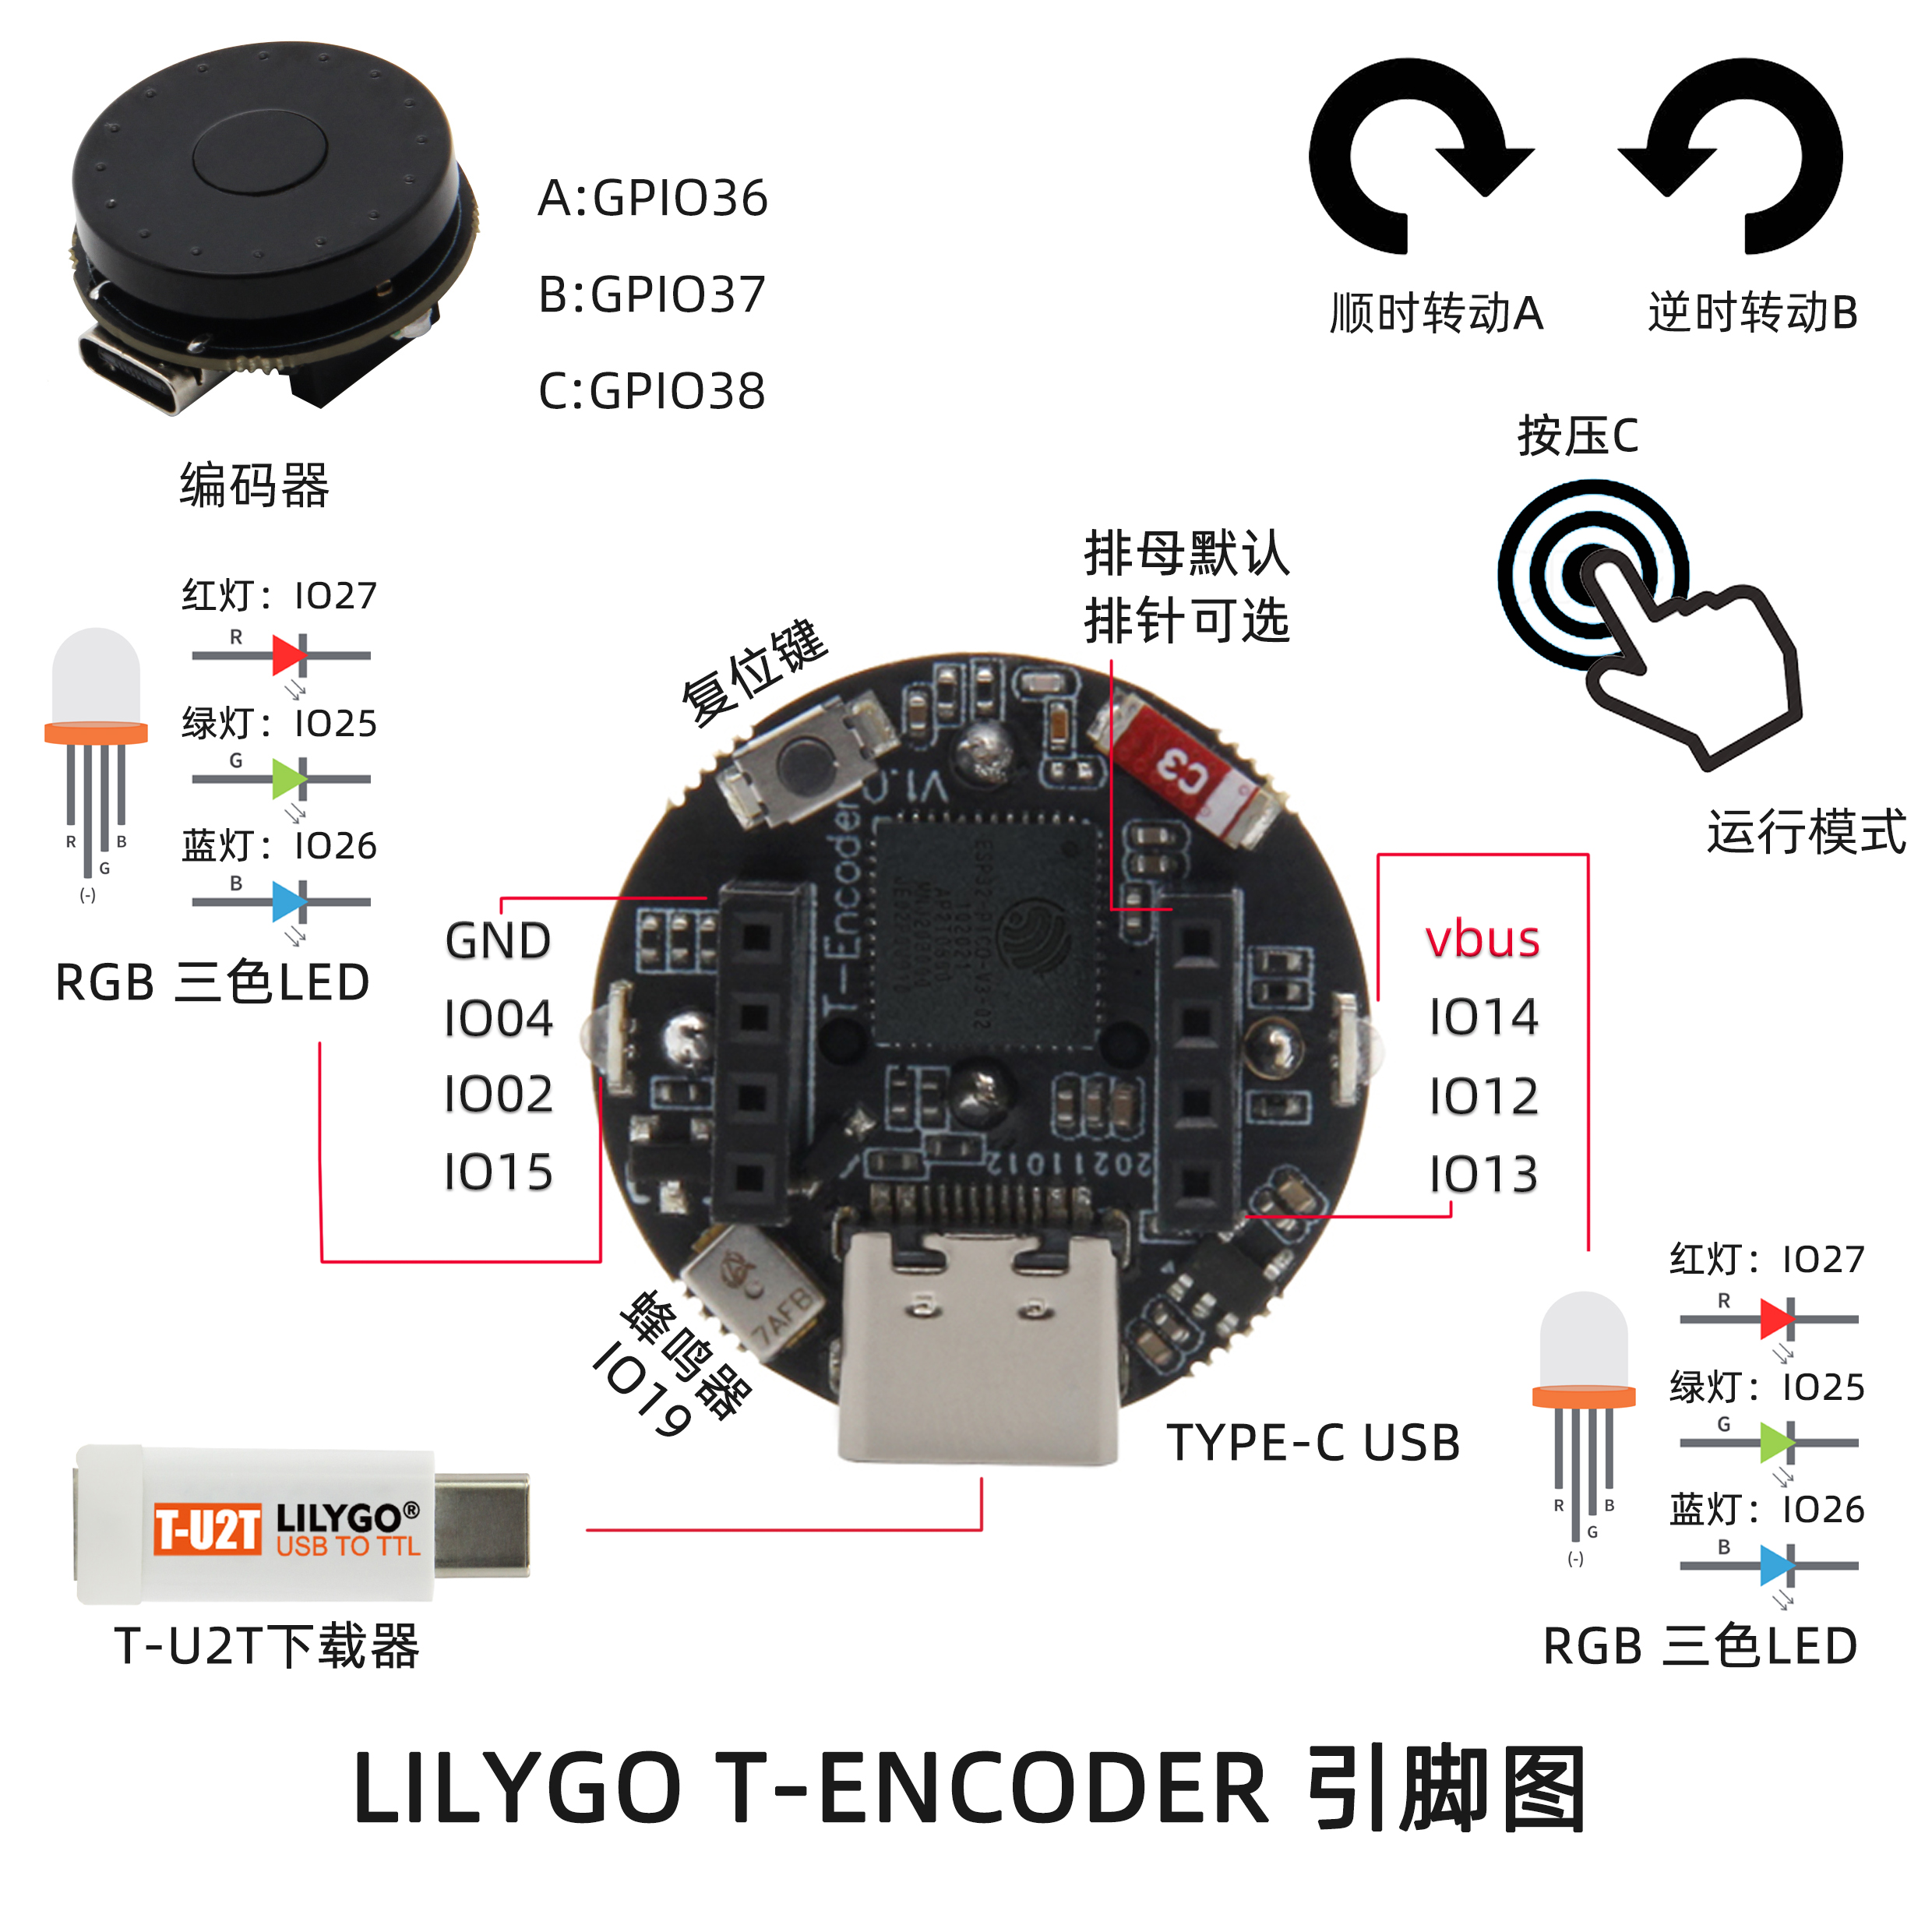 A:GPIO36
B:GPIO37
C:GPIO38
编码器
顺时转动A
逆时转动B
按压C
运行模式
排母默认
排针可选
复位键
红灯：IO27
R
绿灯：IO25
G
蓝灯：IO26
B
R
B
G
(-)
RGB 三色LED
GND
IO04
IO02
IO15
T-Encoder
V1.0
C3
20211012
C
7AFB
vbus
IO14
IO12
IO13
蜂鸣器
IO19
TYPE-C USB
红灯：IO27
R
绿灯：IO25
G
蓝灯：IO26
B
R
B
G
(-)
RGB 三色LED
T-U2T
LILYGO®
USB TO TTL
T-U2T下载器
LILYGO T-ENCODER 引脚图